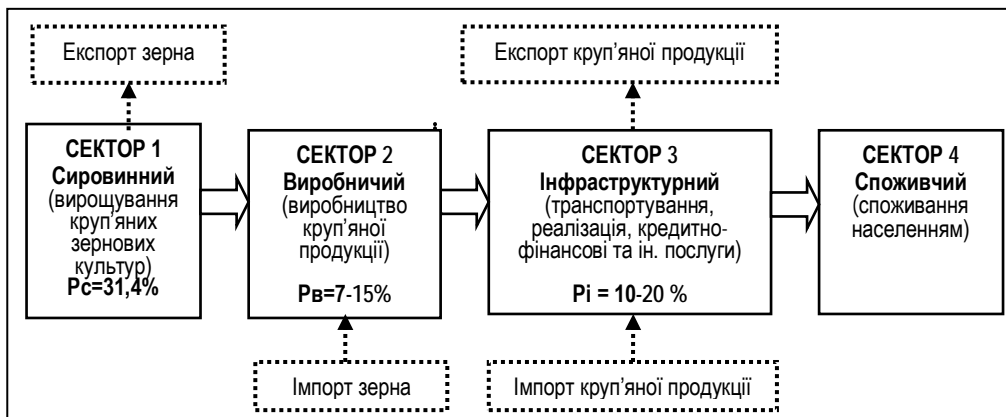 Експорт зерна
Експорт круп’яної продукції
СЕКТОР 1
Сировинний
(вирощування
круп’яних
зернових
культур)
Рс=31,4%
СЕКТОР 2
Виробничий
(виробництво
круп’яної
продукції)
Рв=7-15%
СЕКТОР 3
Інфраструктурний
(транспортування,
реалізація, кредитно-
фінансові та ін. послуги)
Рі = 10-20 %
СЕКТОР 4
Споживчий
(споживання
населенням)
Імпорт зерна
Імпорт круп’яної продукції